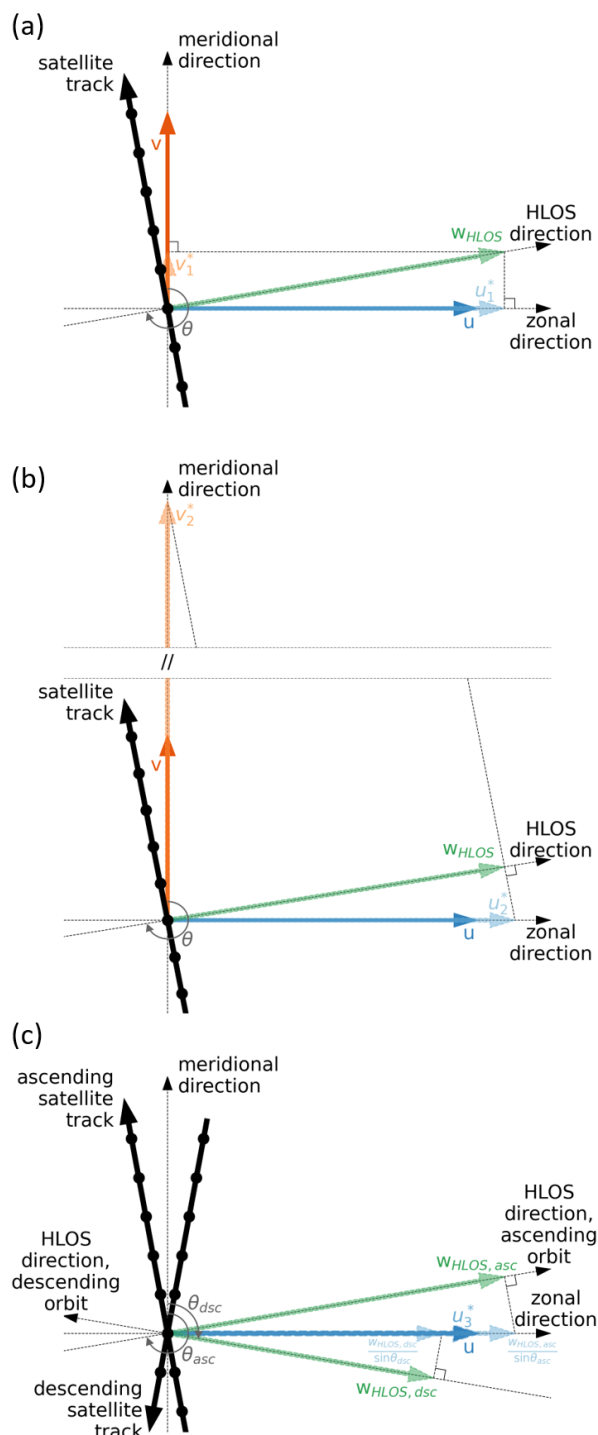 (a)
meridional
direction
satellite
track
v
HLOS
direction
w_HLOS
v₁*
u₁*
θ
u
zonal
direction
(b)
meridional
direction
v₂*
//
satellite
track
v
HLOS
direction
w_HLOS
u₂*
θ
u
zonal
direction
(c)
meridional
direction
ascending
satellite
track
HLOS
direction,
ascending
orbit
HLOS
direction,
descending
orbit
w_HLOS, asc
θ_dsc
u₃*
zonal
direction
θ_asc
w_HLOS, dsc
sinθ_dsc
u
w_HLOS, asc
sinθ_asc
w_HLOS, dsc
descending
satellite
track